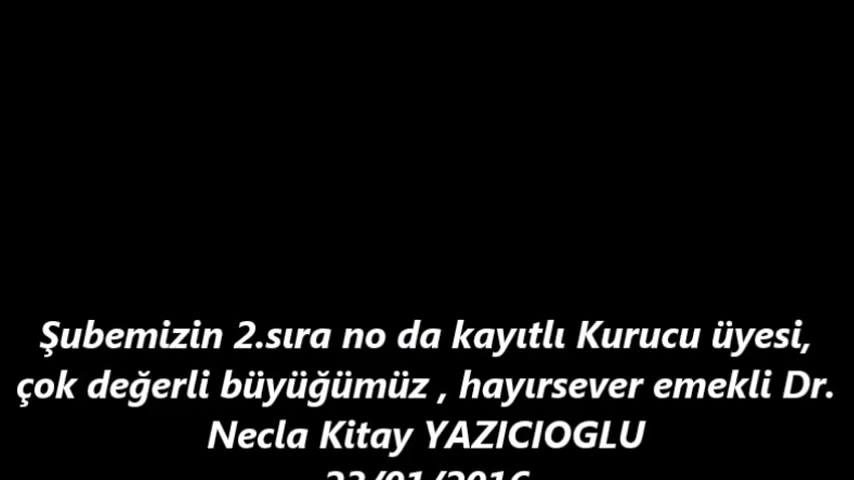 Şubemizin 2.sıra no da kayıtlı Kurucu üyesi,
çok değerli büyüğümüz , hayırsever emekli Dr.
Necla Kitay YAZICIOGLU